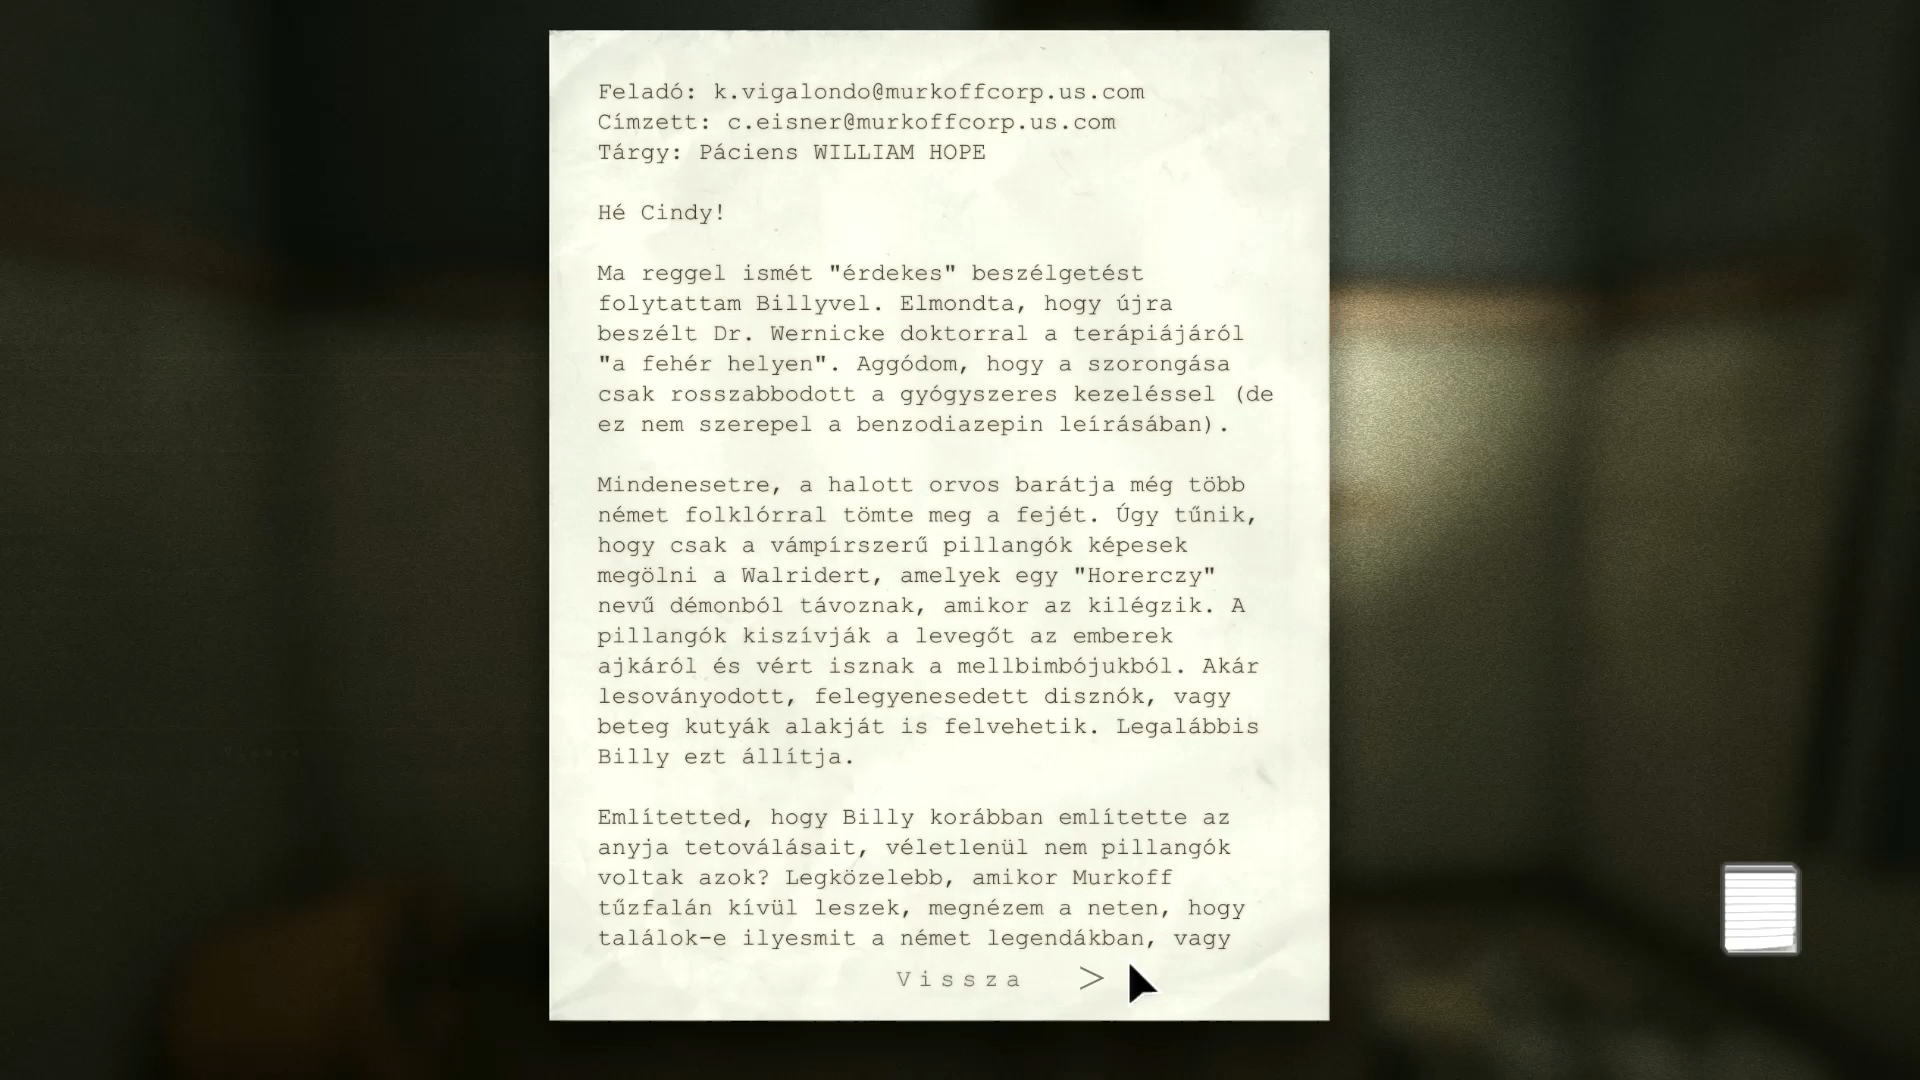 Feladó: k.vigalondo@murkoffcorp.us.com
Címzett: c.eisner@murkoffcorp.us.com
Tárgy: Páciens WILLIAM HOPE
Hé Cindy!
Ma reggel ismét "érdekes" beszélgetést
folytattam Billyvel. Elmondta, hogy újra
beszélt Dr. Wernicke doktorral a terápiájáról
"a fehér helyen". Aggódom, hogy a szorongása
csak rosszabbodott a gyógyszeres kezeléssel (de
ez nem szerepel a benzodiazepin leírásában).
Mindenesetre, a halott orvos barátja még több
német folklórral tömte meg a fejét. Úgy tűnik,
hogy csak a vámpírszerű pillangók képesek
megölni a Walridert, amelyek egy "Horerczy"
nevű démonból távoznak, amikor az kilégzik. A
pillangók kiszívják a levegőt az emberek
ajkáról és vért isznak a mellbimbójukból. Akár
lesoványodott, felegyenesedett disznók, vagy
beteg kutyák alakját is felvehetik. Legalábbis
Billy ezt állítja.
Említetted, hogy Billy korábban említette az
anyja tetoválásait, véletlenül nem pillangók
voltak azok? Legközelebb, amikor Murkoff
tűzfalán kívül leszek, megnézem a neten, hogy
találok-e ilyesmit a német legendákban, vagy
Vissza >